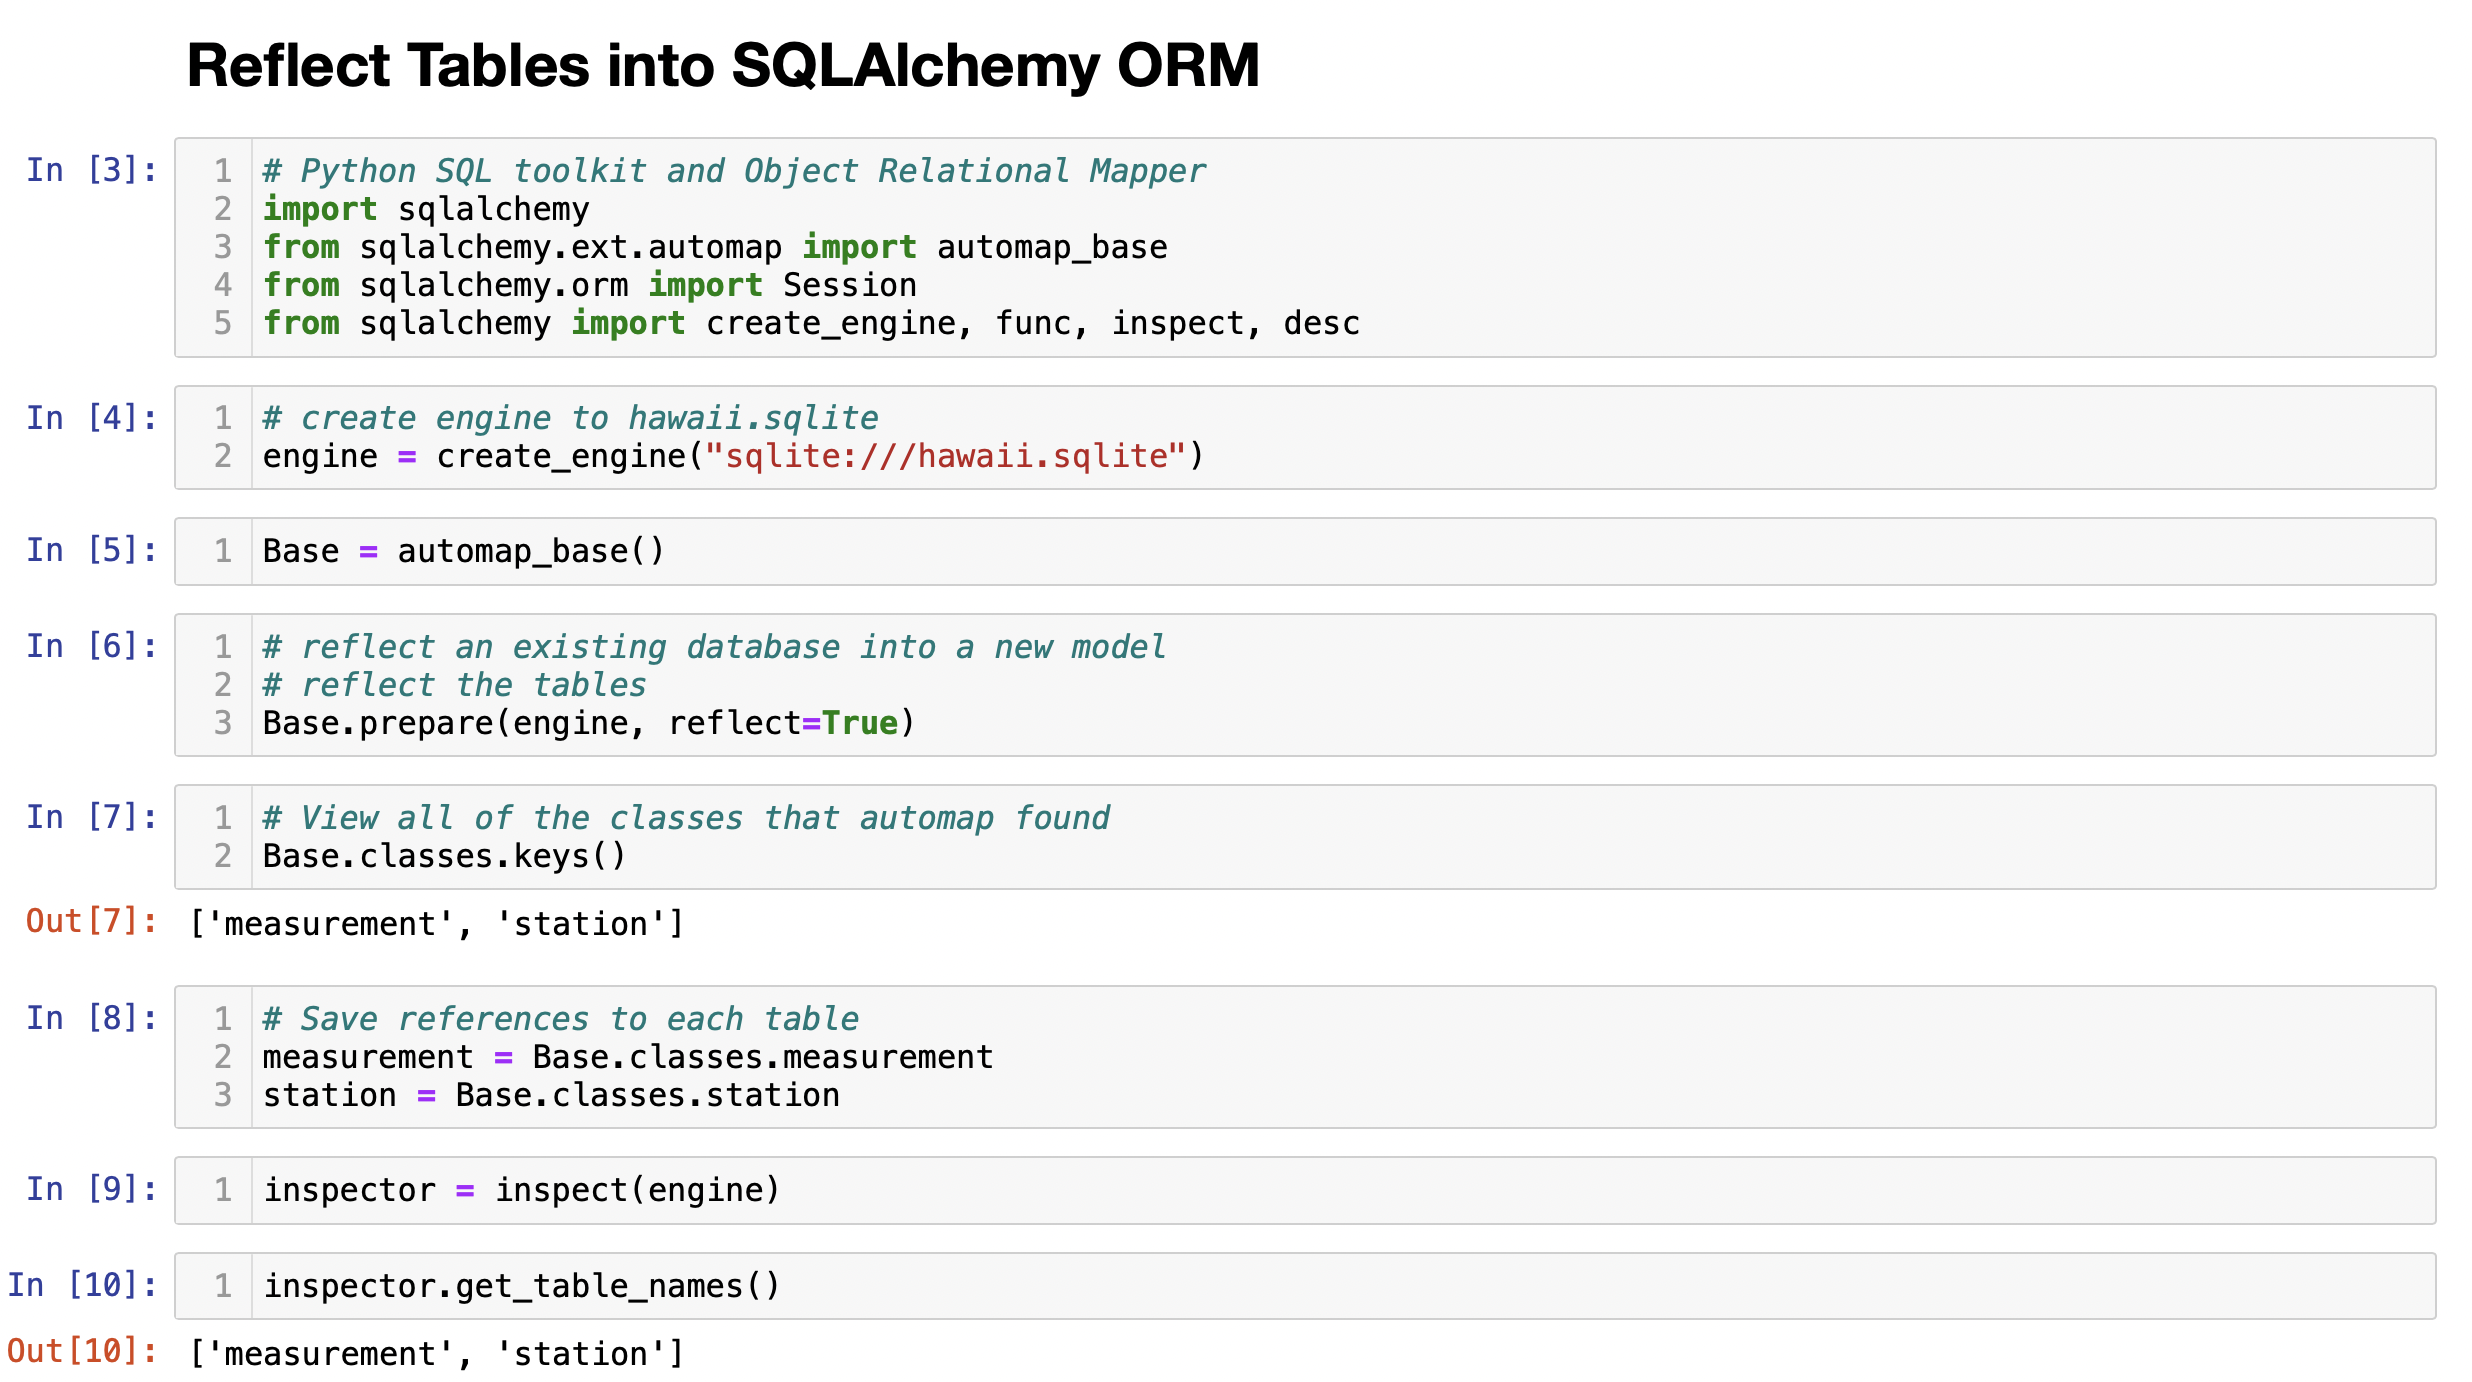 Reflect Tables into SQLAlchemy ORM
In [3]:
1 # Python SQL toolkit and Object Relational Mapper
2 import sqlalchemy
3 from sqlalchemy.ext.automap import automap_base
4 from sqlalchemy.orm import Session
5 from sqlalchemy import create_engine, func, inspect, desc
In [4]:
1 # create engine to hawaii.sqlite
2 engine = create_engine("sqlite:///hawaii.sqlite")
In [5]:
1 Base = automap_base()
In [6]:
1 # reflect an existing database into a new model
2 # reflect the tables
3 Base.prepare(engine, reflect=True)
In [7]:
1 # View all of the classes that automap found
2 Base.classes.keys()
Out[7]: ['measurement', 'station']
In [8]:
1 # Save references to each table
2 measurement = Base.classes.measurement
3 station = Base.classes.station
In [9]:
1 inspector = inspect(engine)
In [10]:
1 inspector.get_table_names()
Out[10]: ['measurement', 'station']